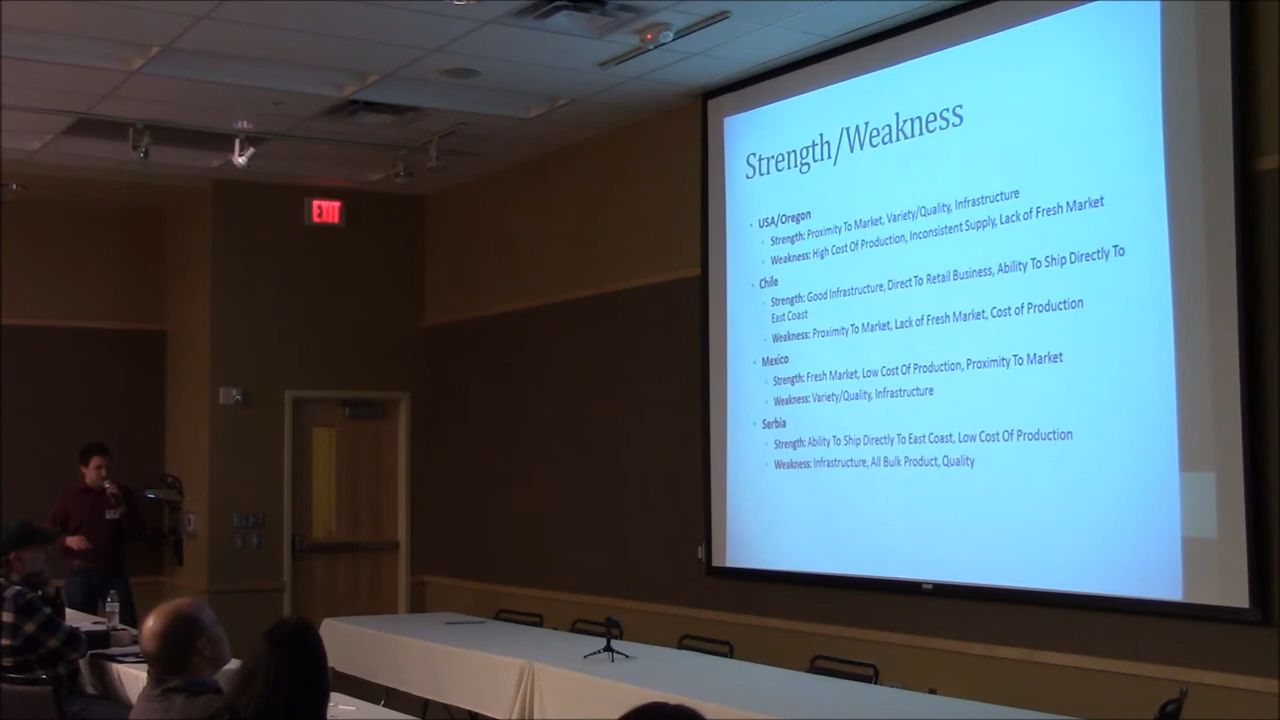 EXIT
Strength/Weakness
USA/Oregon
Strength: Proximity To Market, Variety/Quality, Infrastructure
Weakness: High Cost Of Production, Inconsistent Supply, Lack of Fresh Market
Chile
Strength: Good Infrastructure, Direct To Retail Business, Ability To Ship Directly To
East Coast
Weakness: Proximity To Market, Lack of Fresh Market, Cost of Production
Mexico
Strength: Fresh Market, Low Cost Of Production, Proximity To Market
Weakness: Variety/Quality, Infrastructure
Serbia
Strength: Ability To Ship Directly To East Coast, Low Cost Of Production
Weakness: Infrastructure, All Bulk Product, Quality